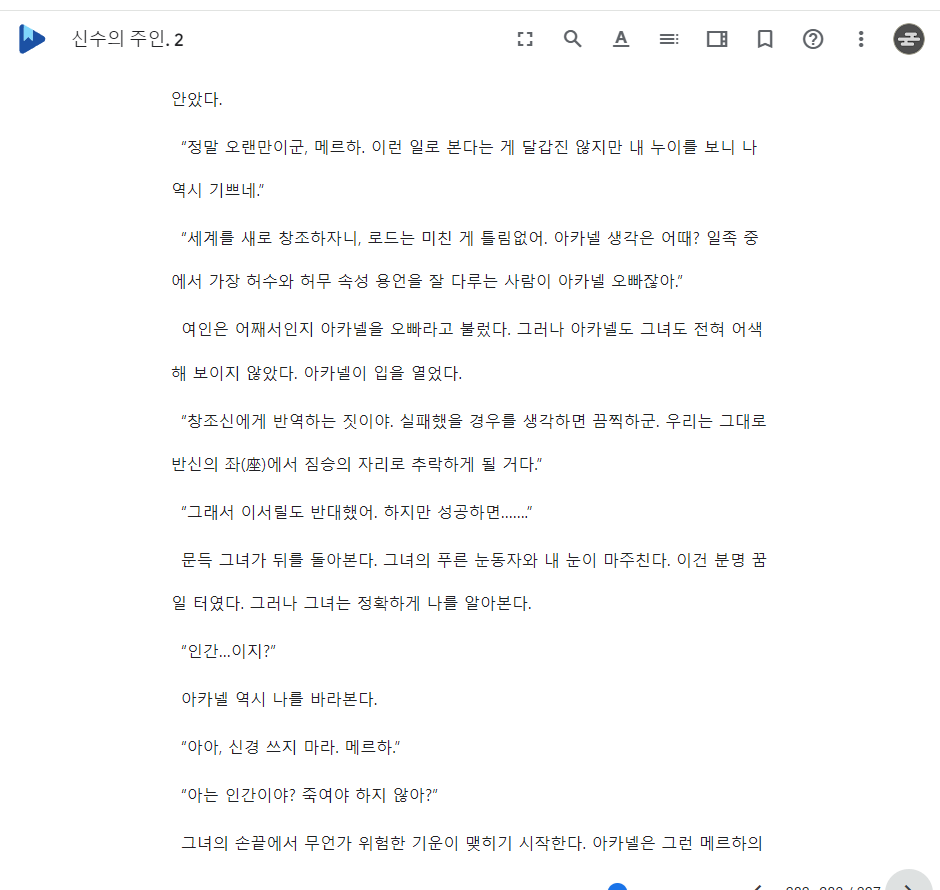 신수의 주인. 2
안았다.
"정말 오랜만이군, 메르하. 이런 일로 본다는 게 달갑진 않지만 내 누이를 보니 나
역시 기쁘네."
"세계를 새로 창조하자니, 로드는 미친 게 틀림없어. 아카넬 생각은 어때? 일족 중
에서 가장 허수와 허무 속성 용언을 잘 다루는 사람이 아카넬 오빠잖아."
여인은 어째서인지 아카넬을 오빠라고 불렀다. 그러나 아카넬도 그녀도 전혀 어색
해 보이지 않았다. 아카넬이 입을 열었다.
"창조신에게 반역하는 짓이야. 실패했을 경우를 생각하면 끔찍하군. 우리는 그대로
반신의 좌(座)에서 짐승의 자리로 추락하게 될 거다."
"그래서 이서릴도 반대했어. 하지만 성공하면......."
문득 그녀가 뒤를 돌아본다. 그녀의 푸른 눈동자와 내 눈이 마주친다. 이건 분명 꿈
일 터였다. 그러나 그녀는 정확하게 나를 알아본다.
"인간...이지?"
아카넬 역시 나를 바라본다.
"아아, 신경 쓰지 마라. 메르하."
"아는 인간이야? 죽여야 하지 않아?"
그녀의 손끝에서 무언가 위험한 기운이 맺히기 시작한다. 아카넬은 그런 메르하의